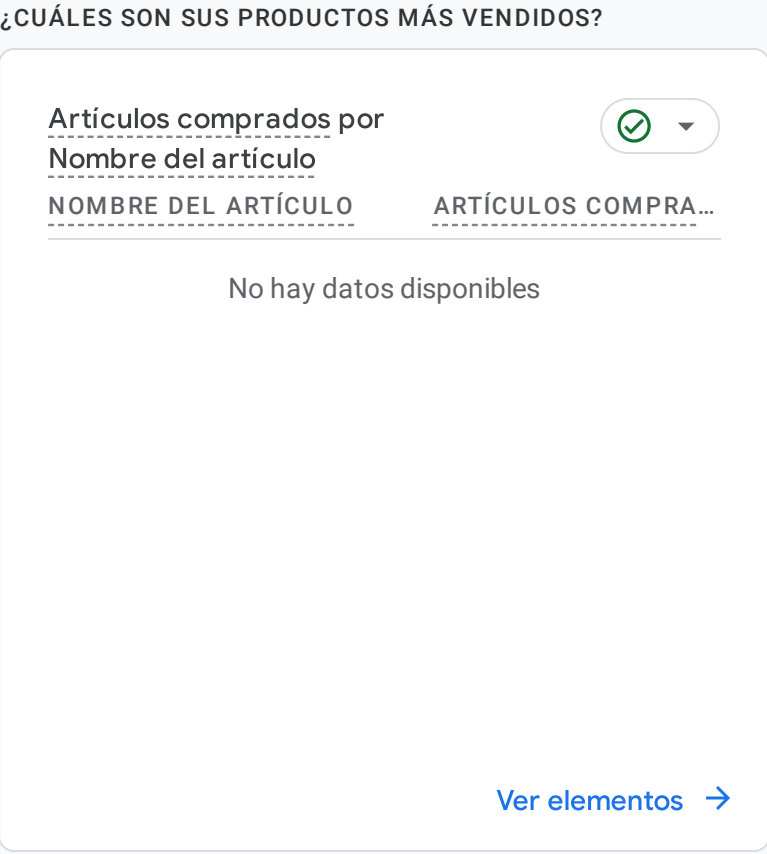 ¿CUÁLES SON SUS PRODUCTOS MÁS VENDIDOS?
Artículos comprados por
Nombre del artículo
NOMBRE DEL ARTÍCULO ARTÍCULOS COMPRA...
No hay datos disponibles
Ver elementos